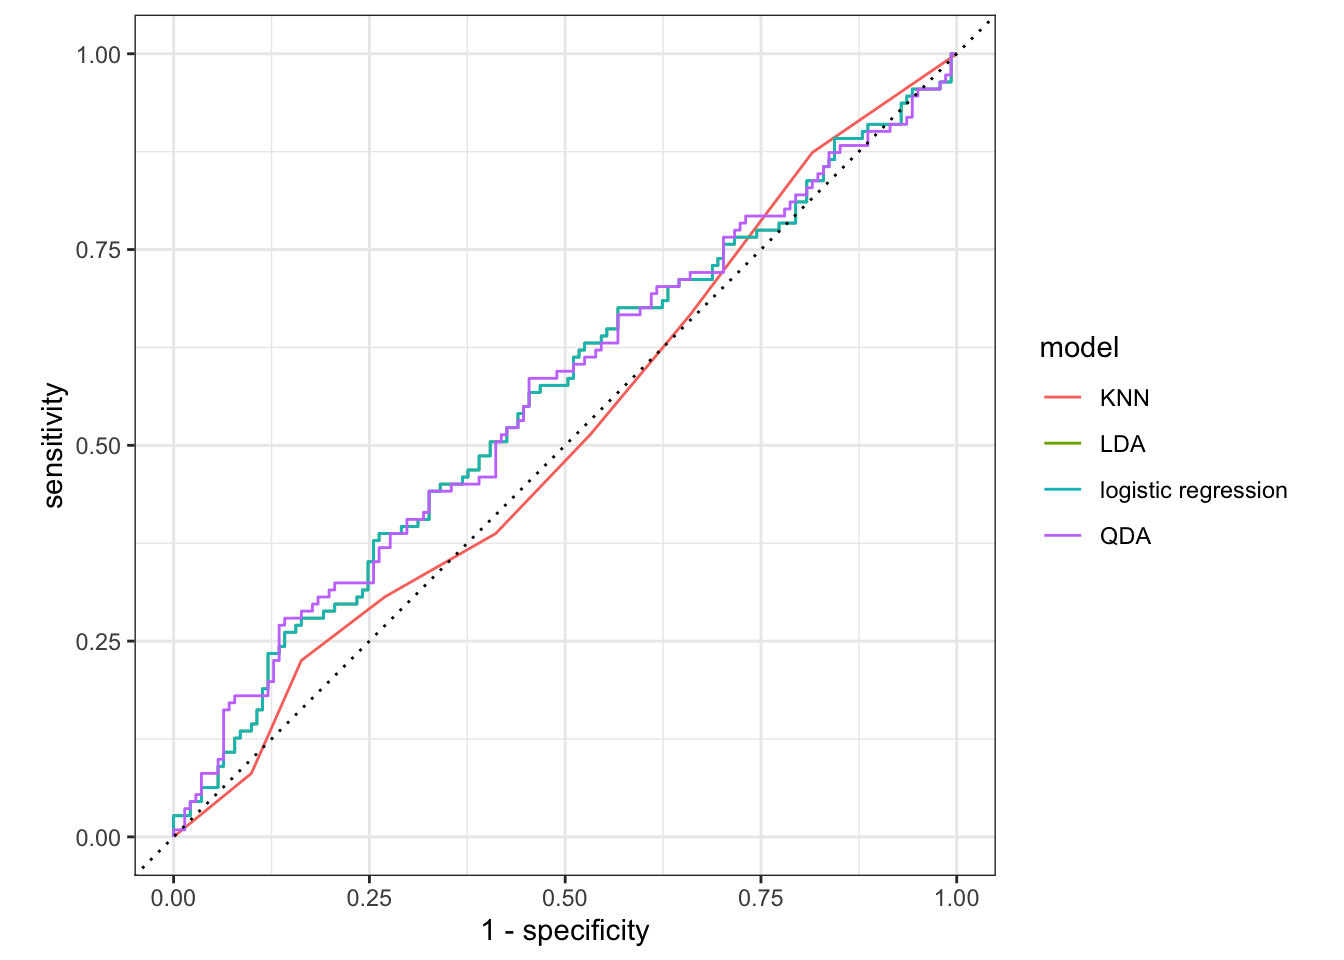 1.00
0.75
0.50
0.25
0.00
sensitivity
0.00 0.25 0.50 0.75 1.00
1 - specificity
model
KNN
LDA
logistic regression
QDA